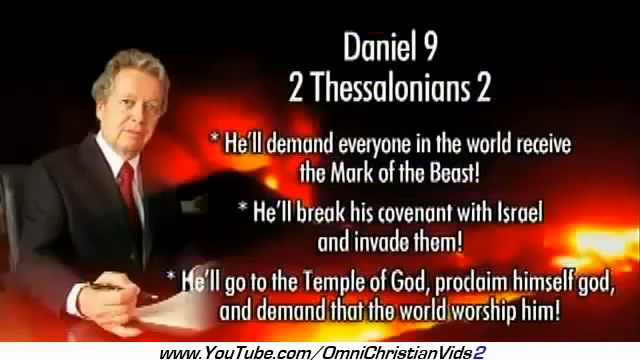 Daniel 9
2 Thessalonians 2
* He'll demand everyone in the world receive
the Mark of the Beast!
* He'll break his covenant with Israel
and invade them!
* He'll go to the Temple of God, proclaim himself god,
and demand that the world worship him!
www.YouTube.com/OmniChristianVids2